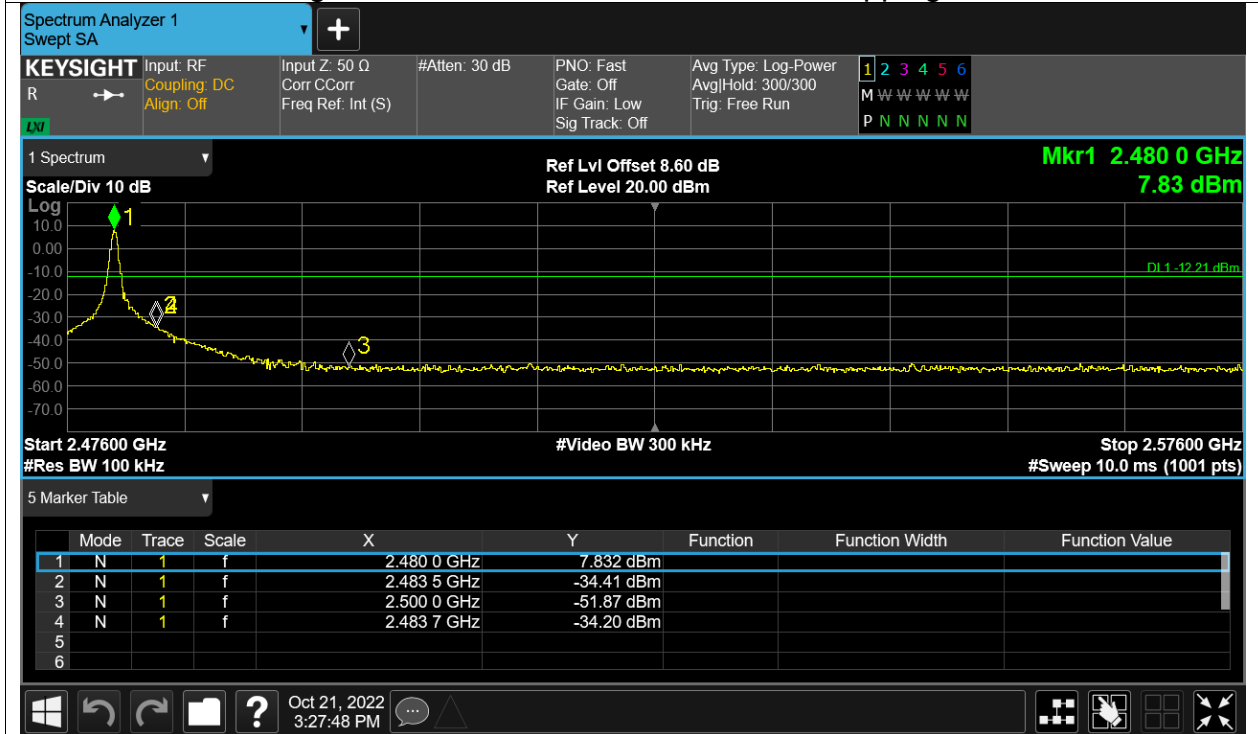 Spectrum Analyzer 1
Swept SA
+
KEYSIGHT Input: RF Input Z: 50 Ω #Atten: 30 dB PNO: Fast Avg Type: Log-Power 1 2 3 4 5 6
R Coupling: DC Corr CCorr Gate: Off Avg|Hold: 300/300 M W W W W W
Align: Off Freq Ref: Int (S) IF Gain: Low Trig: Free Run
LXI Sig Track: Off P N N N N N
1 Spectrum Ref Lvl Offset 8.60 dB Mkr1 2.480 0 GHz
Scale/Div 10 dB Ref Level 20.00 dBm 7.83 dBm
Log
1
10.0
0.00
-10.0 DL1 -12.21 dBm
-20.0
2
4
-30.0
-40.0
3
-50.0
-60.0
-70.0
Start 2.47600 GHz #Video BW 300 kHz Stop 2.57600 GHz
#Res BW 100 kHz #Sweep 10.0 ms (1001 pts)
5 Marker Table
Mode Trace Scale X Y Function Function Width Function Value
1 N 1 f 2.480 0 GHz 7.832 dBm
2 N 1 f 2.483 5 GHz -34.41 dBm
3 N 1 f 2.500 0 GHz -51.87 dBm
4 N 1 f 2.483 7 GHz -34.20 dBm
5
6
? Oct 21, 2022
3:27:48 PM